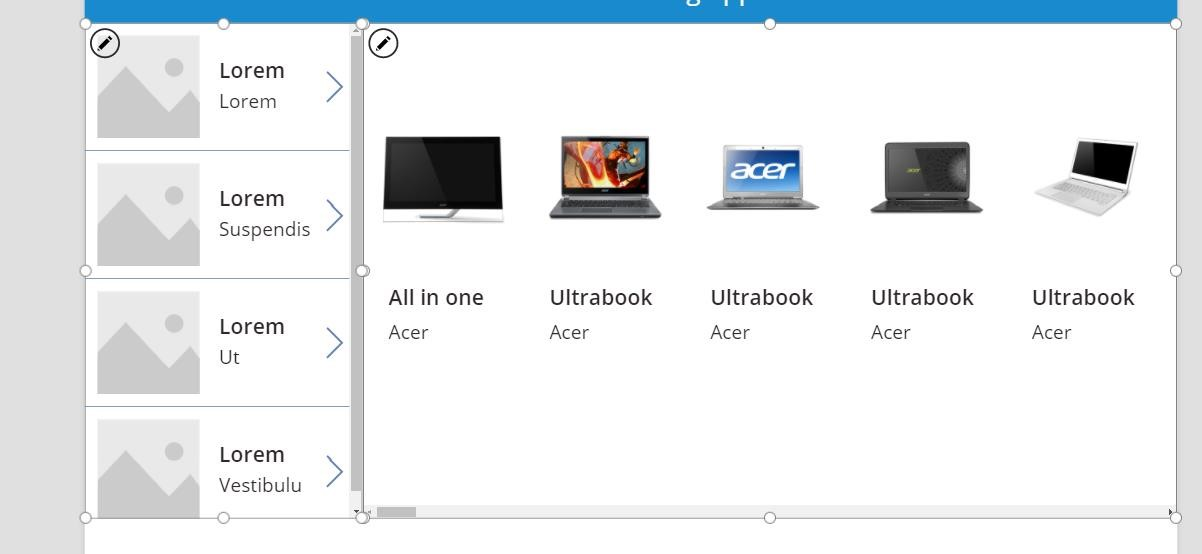 Lorem
Lorem
Lorem
Suspendis
Lorem
Ut
Lorem
Vestibulu
acer
All in one
Acer
Ultrabook
Acer
Ultrabook
Acer
Ultrabook
Acer
Ultrabook
Acer